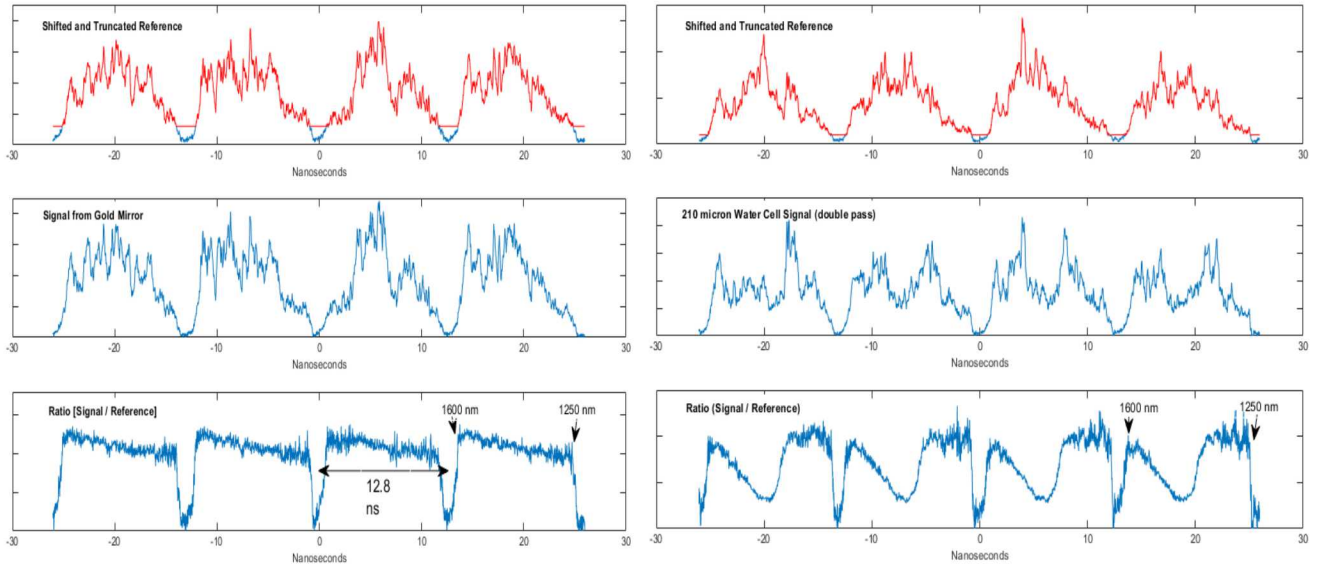 Shifted and Truncated Reference
-30 -20 -10 0 10 20 30
Nanoseconds
Signal from Gold Mirror
-30 -20 -10 0 10 20 30
Nanoseconds
Ratio [Signal / Reference]
1600 nm
1250 nm
12.8
ns
-30 -20 -10 0 10 20 30
Nanoseconds
Shifted and Truncated Reference
-30 -20 -10 0 10 20 30
Nanoseconds
210 micron Water Cell Signal (double pass)
-30 -20 -10 0 10 20 30
Nanoseconds
Ratio (Signal / Reference)
1600 nm
1250 nm
-30 -20 -10 0 10 20 30
Nanoseconds